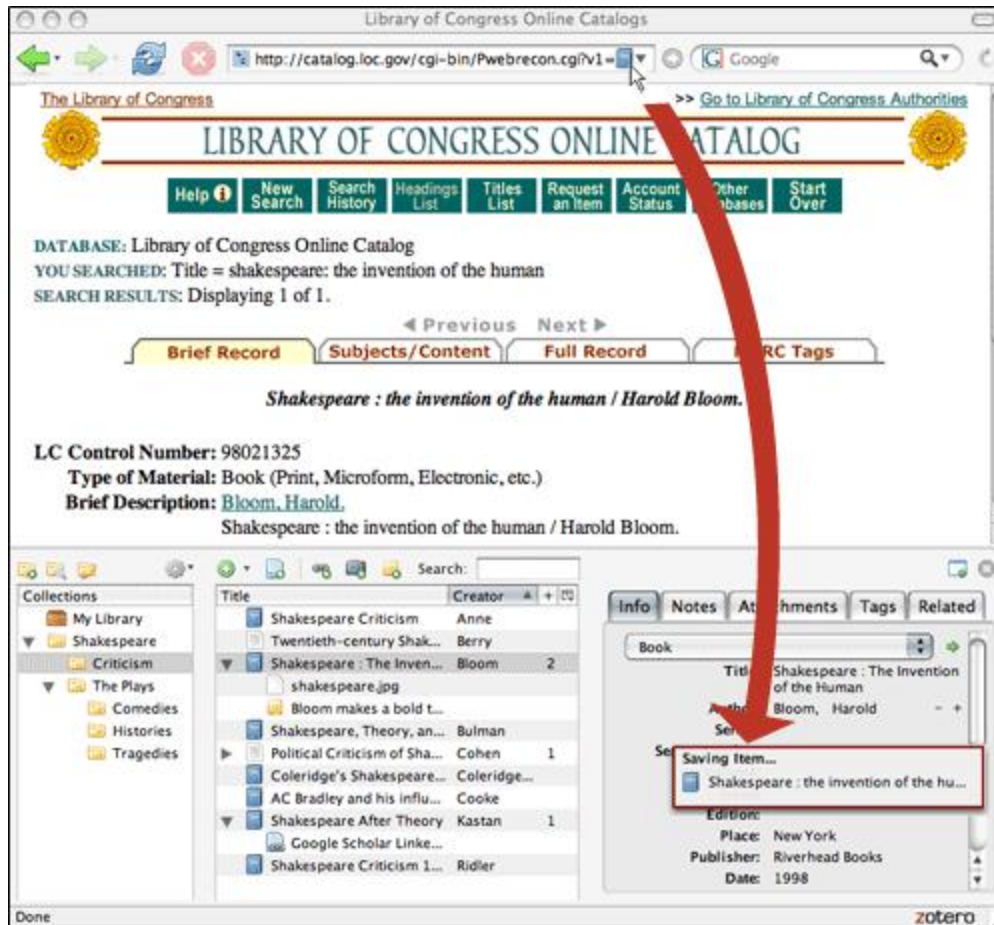 Library of Congress Online Catalogs
http://catalog.loc.gov/cgi-bin/Pwebrecon.cgi?v1=
Google
The Library of Congress
>> Go to Library of Congress Authorities
LIBRARY OF CONGRESS ONLINE CATALOG
Help i
New Search
Search History
Headings List
Titles List
Request an Item
Account Status
Other
Start Over
DATABASE: Library of Congress Online Catalog
YOU SEARCHED: Title = shakespeare: the invention of the human
SEARCH RESULTS: Displaying 1 of 1.
Previous Next
Brief Record
Subjects/Content
Full Record
RC Tags
Shakespeare : the invention of the human / Harold Bloom.
LC Control Number: 98021325
Type of Material: Book (Print, Microform, Electronic, etc.)
Brief Description: Bloom, Harold.
Shakespeare : the invention of the human / Harold Bloom.
Search:
Collections
My Library
Shakespeare
Criticism
The Plays
Comedies
Histories
Tragedies
Title Creator +
Shakespeare Criticism Anne
Twentieth-century Shak... Berry
Shakespeare : The Inven... Bloom 2
shakespeare.jpg
Bloom makes a bold t...
Shakespeare, Theory, an... Bulman
Political Criticism of Sha... Cohen 1
Coleridge's Shakespeare... Coleridge...
AC Bradley and his influ... Cooke
Shakespeare After Theory Kastan 1
Google Scholar Linke...
Shakespeare Criticism 1... Ridler
Info Notes Att hments Tags Related
Book
Title Shakespeare : The Invention
of the Human
Bloom, Harold - +
Saving Item...
Shakespeare : the invention of the hu...
Edition:
Place: New York
Publisher: Riverhead Books
Date: 1998
Done
zotero